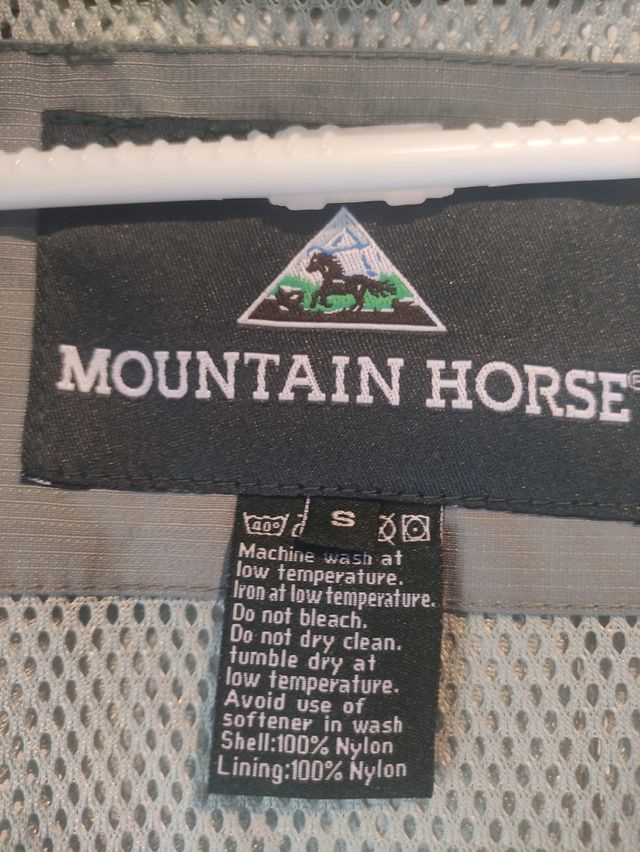 MOUNTAIN HORSE®
40° S
Machine wash at
low temperature.
Iron at low temperature.
Do not bleach.
Do not dry clean.
tumble dry at
low temperature.
Avoid use of
softener in wash
Shell:100% Nylon
Lining:100% Nylon